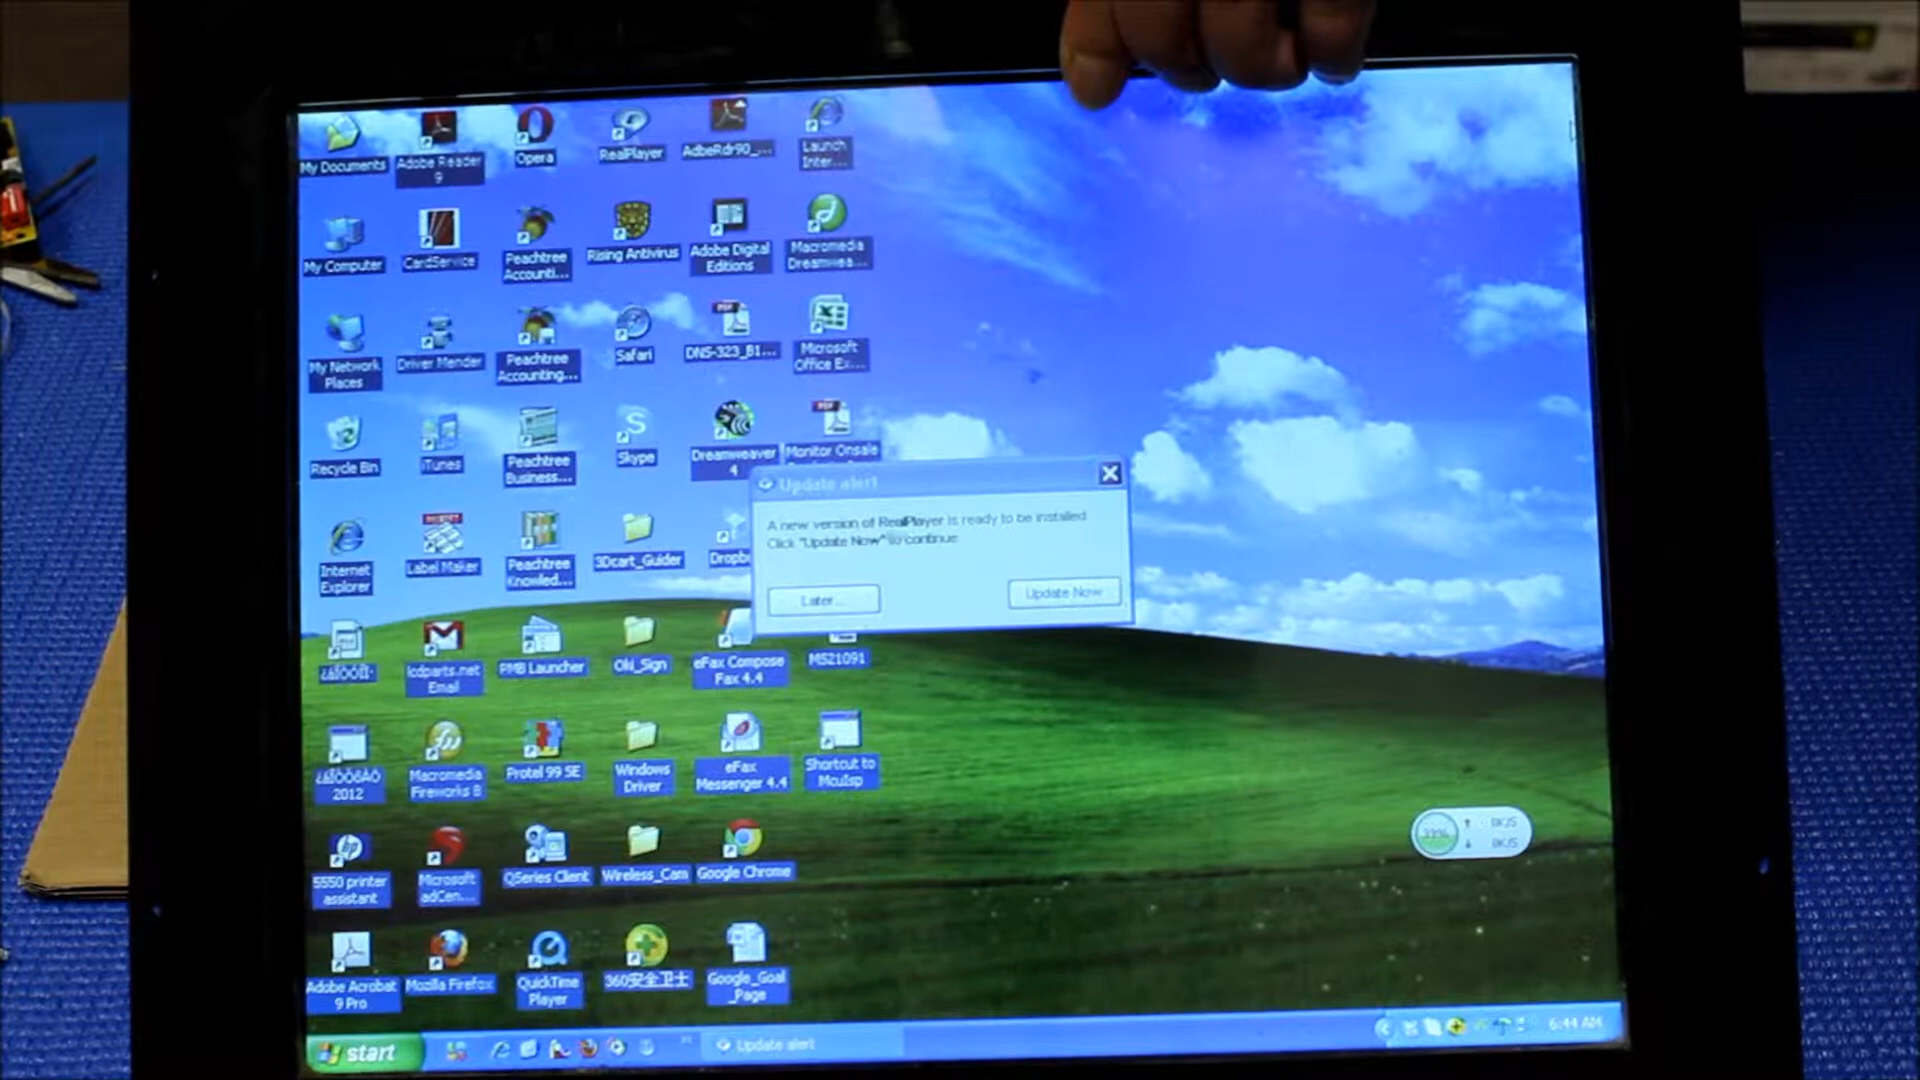 My Documents
Adobe Reader
9
Opera
RealPlayer
AdbeRdr90_...
Launch
Inter...
My Computer
CardService
Peachtree
Accounti...
Rising Antivirus
Adobe Digital
Editions
Macromedia
Dreamwea...
My Network
Places
Driver Mender
Peachtree
Accounting...
Safari
DNS-323_B1...
Microsoft
Office Ex...
Recycle Bin
iTunes
Peachtree
Business...
Skype
Dreamweaver
4
Monitor Onsale
Update alert
A new version of RealPlayer is ready to be installed.
Click "Update Now" to continue
Later...
Update Now
Internet
Explorer
Label Maker
Peachtree
Knowled...
3Dcart_Guider
Dropbo
lcdparts.net
Email
PMB Launcher
Oki_Sign
eFax Compose
Fax 4.4
MS21091
2012
Macromedia
Fireworks 8
Protel 99 SE
Windows
Driver
eFax
Messenger 4.4
Shortcut to
McuIsp
33%
0K/S
0K/S
5550 printer
assistant
Microsoft
adCen...
QSeries Client
Wireless_Cam
Google Chrome
Adobe Acrobat
9 Pro
Mozilla Firefox
QuickTime
Player
360安全卫士
Google_Goal
_Page
start
Update alert
6:44 AM